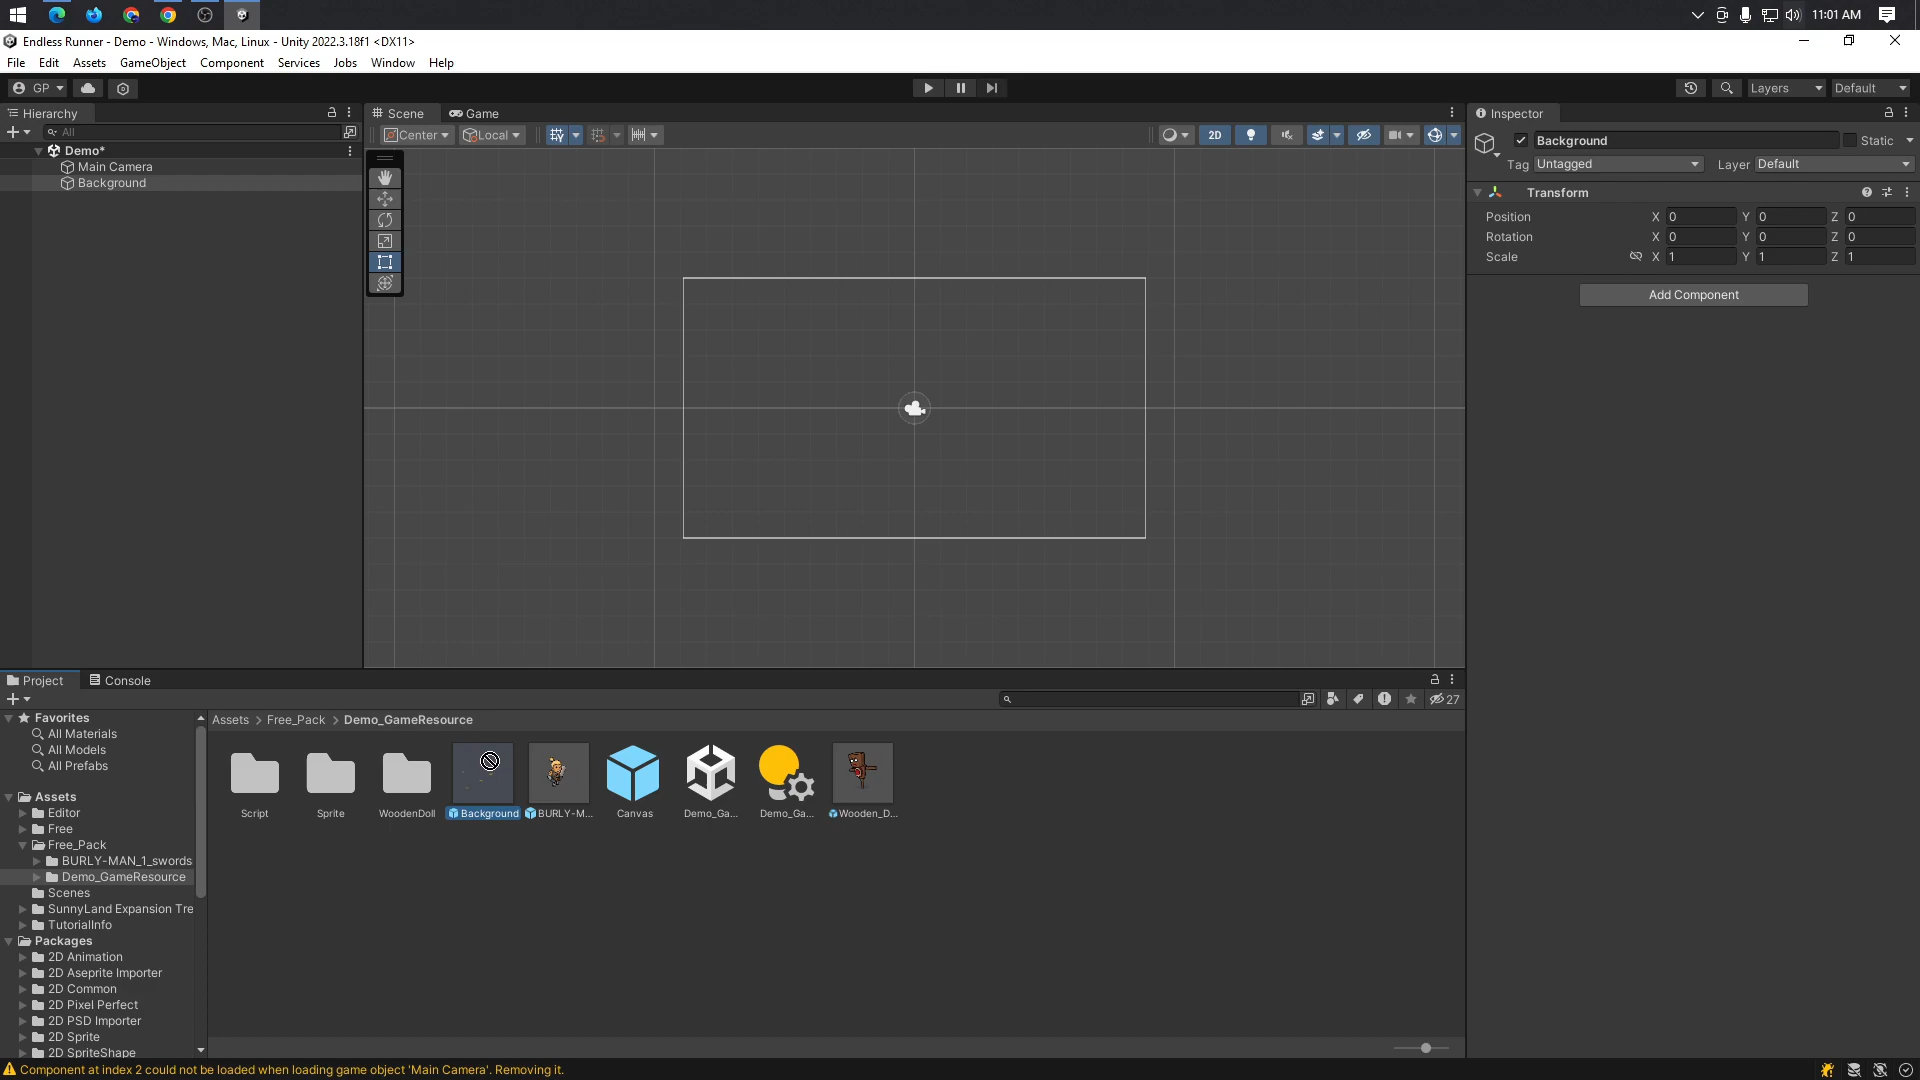 11:01 AM
Endless Runner - Demo - Windows, Mac, Linux - Unity 2022.3.18f1 <DX11>
File Edit Assets GameObject Component Services Jobs Window Help
GP Layers Default
Hierarchy
All
Demo*
Main Camera
Background
Scene Game
Center Local 2D
Inspector
Background Static
Tag Untagged Layer Default
Transform
Position X 0 Y 0 Z 0
Rotation X 0 Y 0 Z 0
Scale X 1 Y 1 Z 1
Add Component
Project Console
27
Favorites
All Materials
All Models
All Prefabs
Assets
Editor
Free
Free_Pack
BURLY-MAN_1_swords
Demo_GameResource
Scenes
SunnyLand Expansion Tre
TutorialInfo
Packages
2D Animation
2D Aseprite Importer
2D Common
2D Pixel Perfect
2D PSD Importer
2D Sprite
2D SpriteShape
Assets > Free_Pack > Demo_GameResource
Script Sprite WoodenDoll Background BURLY-M... Canvas Demo_Ga... Demo_Ga... Wooden_D...
Component at index 2 could not be loaded when loading game object 'Main Camera'. Removing it.